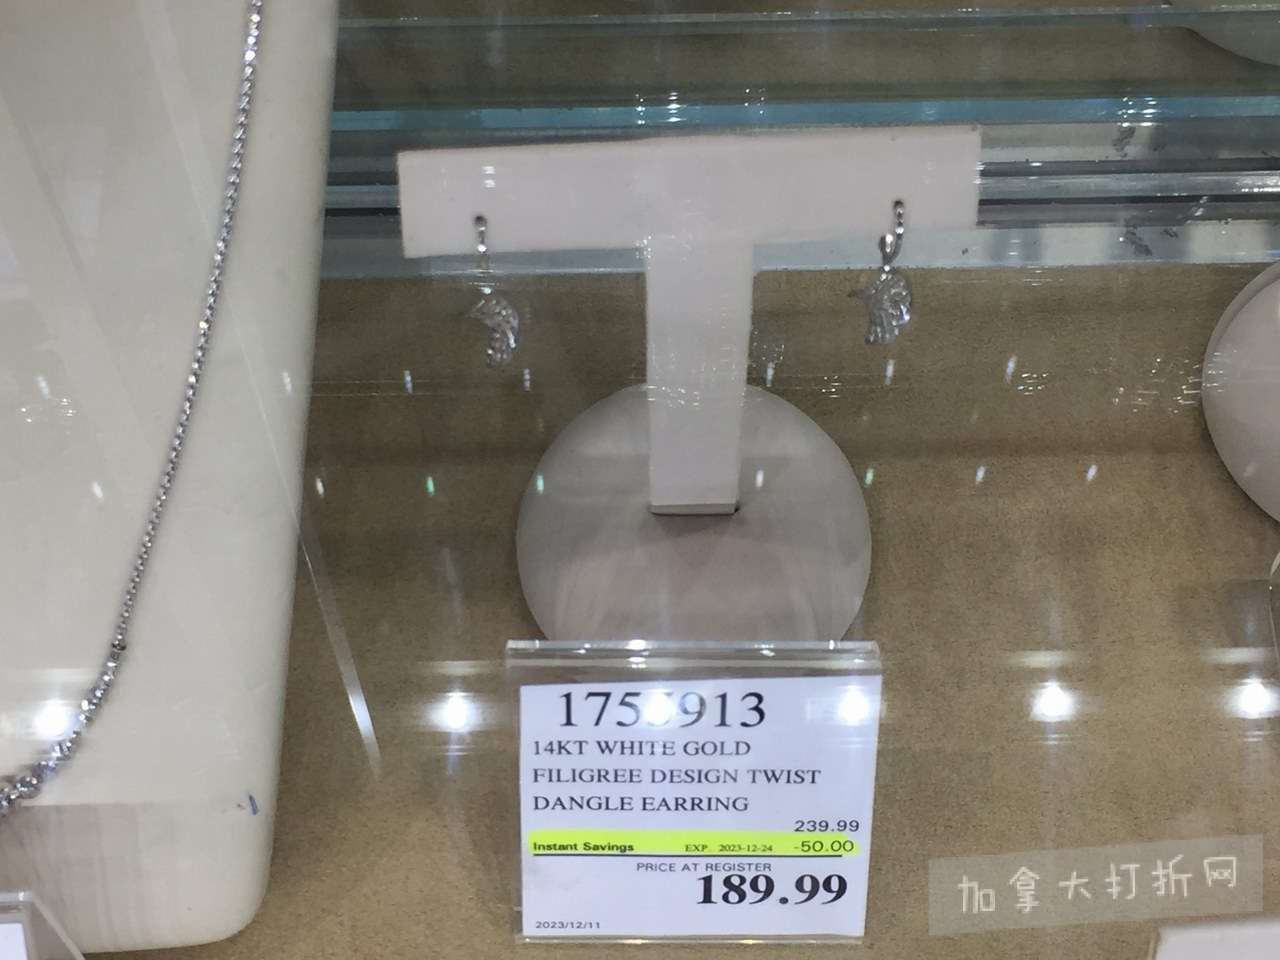 14KT WHITE GOLD
FILIGREE DESIGN TWIST
DANGLE EARRING
239.99
Instant Savings EXP. 2023-12-24 -50.00
PRICE AT REGISTER
189.99
2023/12/11
加拿大打折网